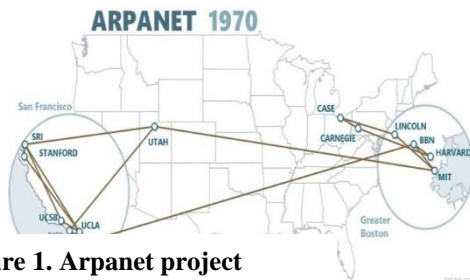 ARPANET 1970
San Francisco
SRI
STANFORD
UTAH
CASE
CARNEGIE
LINCOLN
BBN
HARVARD
MIT
UCSB
UCLA
Greater
Boston
re 1. Arpanet project